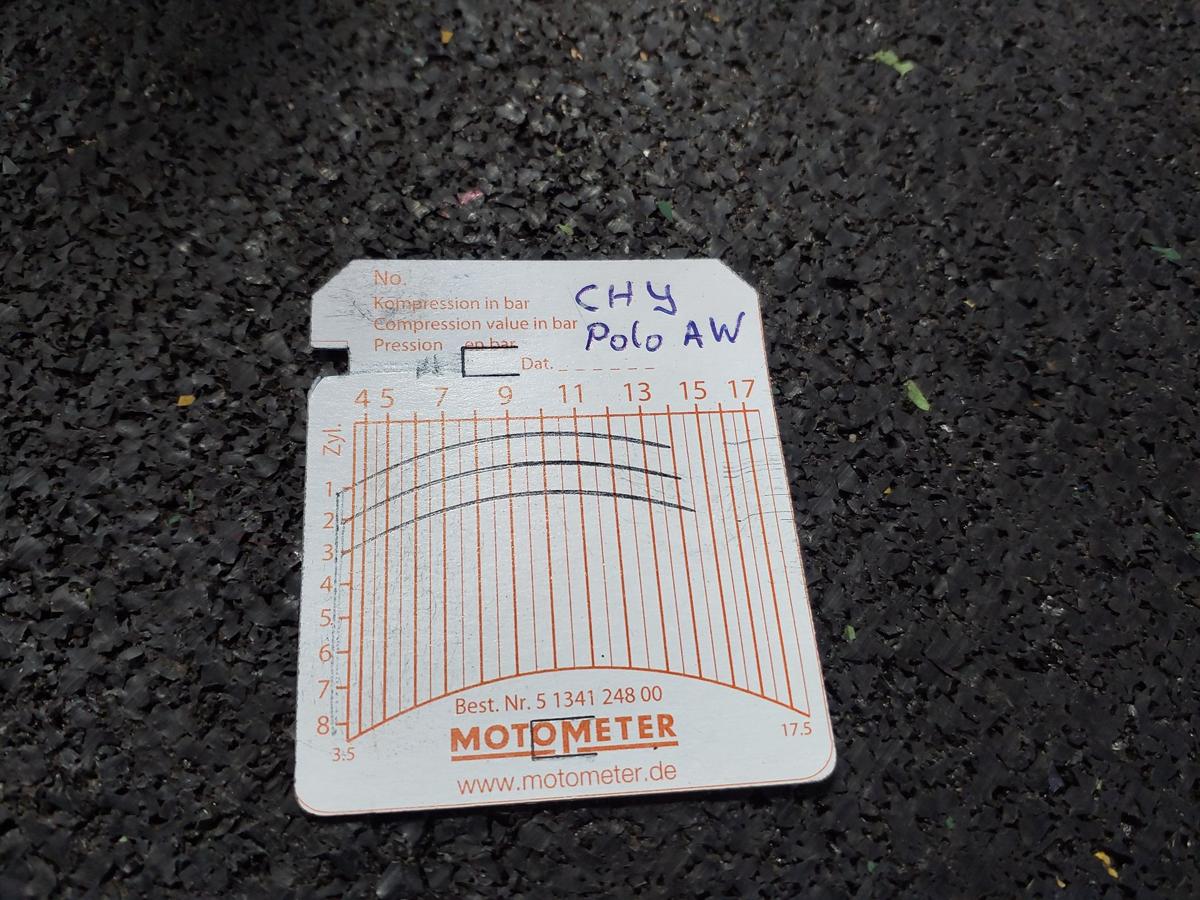 No.
Kompression in bar
Compression value in bar
Pression en bar
CHY
Polo AW
Dat. _ _ _ _ _ _
4 5 7 9 11 13 15 17
Zyl.
1
2
3
4
5
6
7
8
3.5
17.5
Best. Nr. 5 1341 248 00
MOTOMETER
www.motometer.de